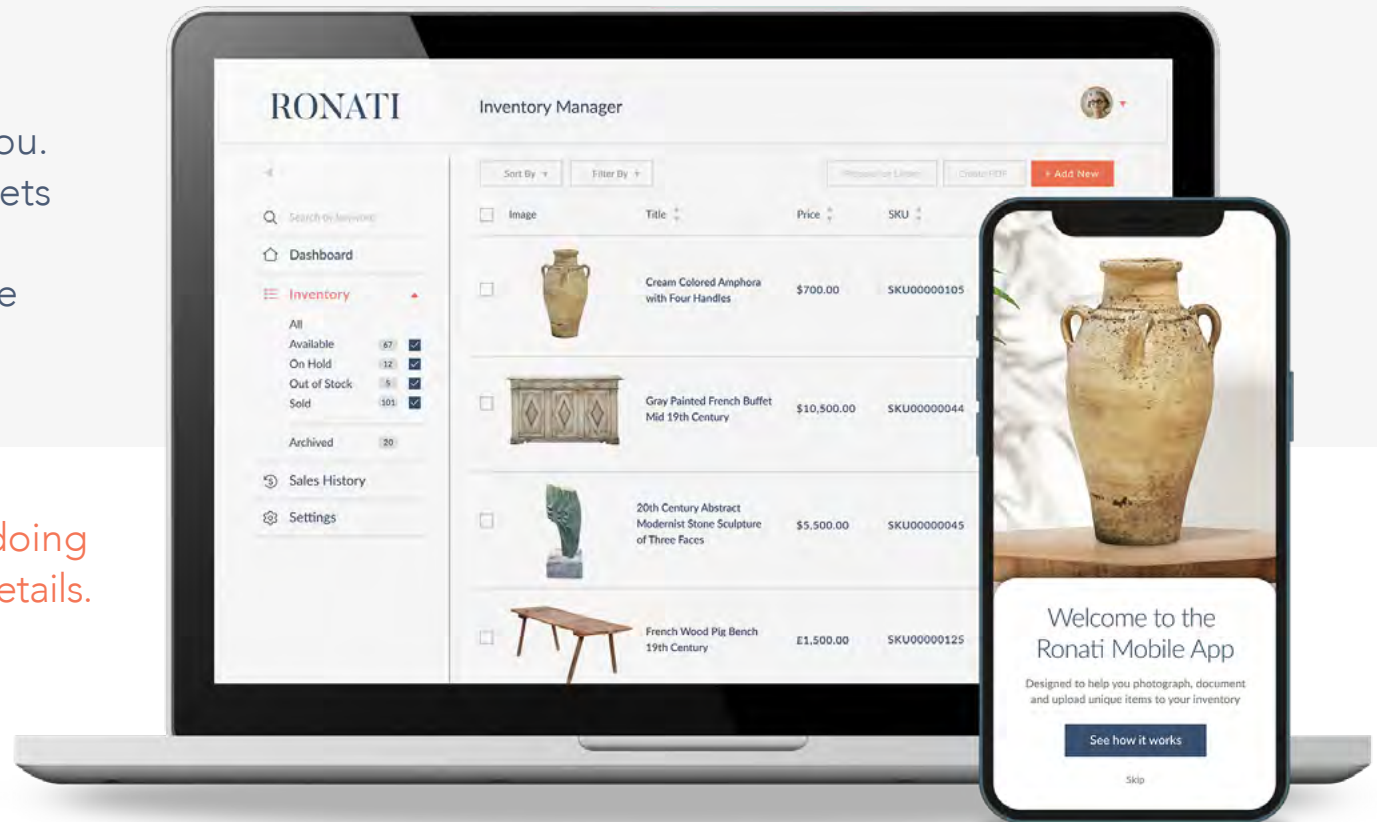 ou.
ets
e
doing
etails.
RONATI
Inventory Manager
Sort By
Filter By
Create PDF
+ Add New
Search by keyword
Dashboard
Inventory
All
Available 67
On Hold 12
Out of Stock 5
Sold 101
Archived 20
Sales History
Settings
Image Title Price SKU
Cream Colored Amphora
with Four Handles
$700.00
SKU00000105
Gray Painted French Buffet
Mid 19th Century
$10,500.00
SKU00000044
20th Century Abstract
Modernist Stone Sculpture
of Three Faces
$5,500.00
SKU00000045
French Wood Pig Bench
19th Century
£1,500.00
SKU00000125
Welcome to the
Ronati Mobile App
Designed to help you photograph, document
and upload unique items to your inventory
See how it works
Skip